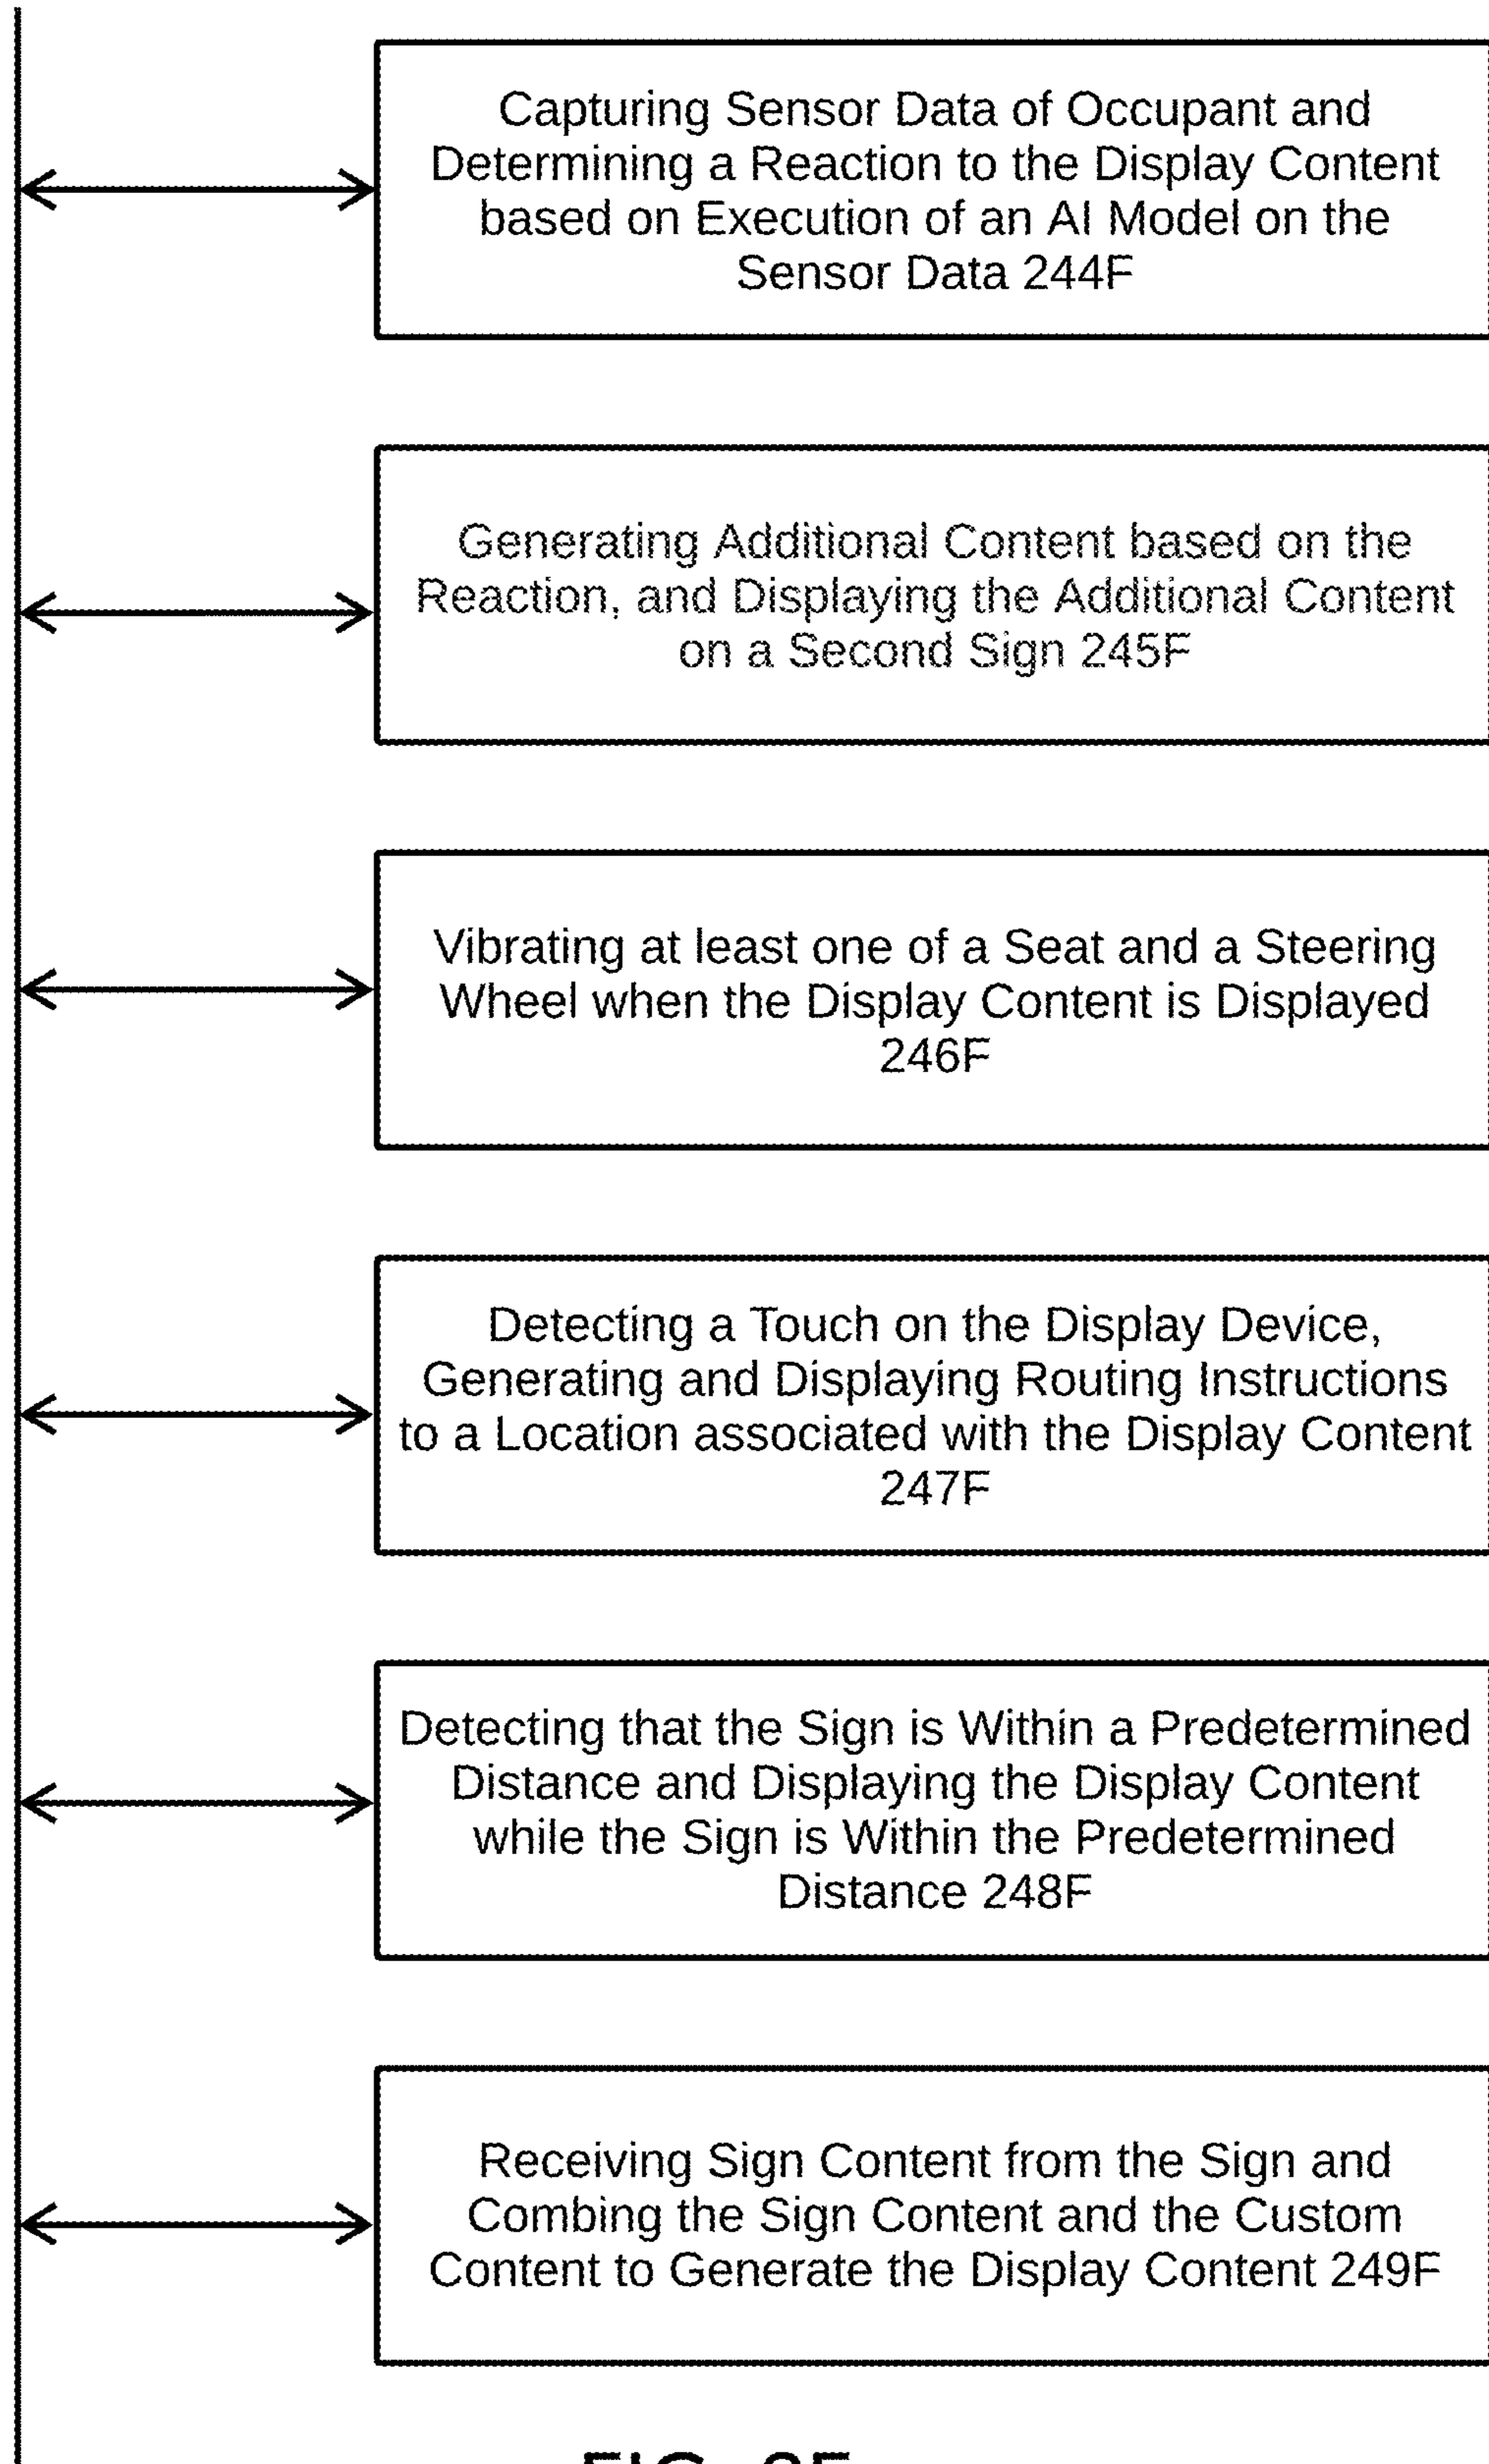 Capturing Sensor Data of Occupant and
Determining a Reaction to the Display Content
based on Execution of an AI Model on the
Sensor Data 244F
Generating Additional Content based on the
Reaction, and Displaying the Additional Content
on a Second Sign 245F
Vibrating at least one of a Seat and a Steering
Wheel when the Display Content is Displayed
246F
Detecting a Touch on the Display Device,
Generating and Displaying Routing Instructions
to a Location associated with the Display Content
247F
Detecting that the Sign is Within a Predetermined
Distance and Displaying the Display Content
while the Sign is Within the Predetermined
Distance 248F
Receiving Sign Content from the Sign and
Combing the Sign Content and the Custom
Content to Generate the Display Content 249F